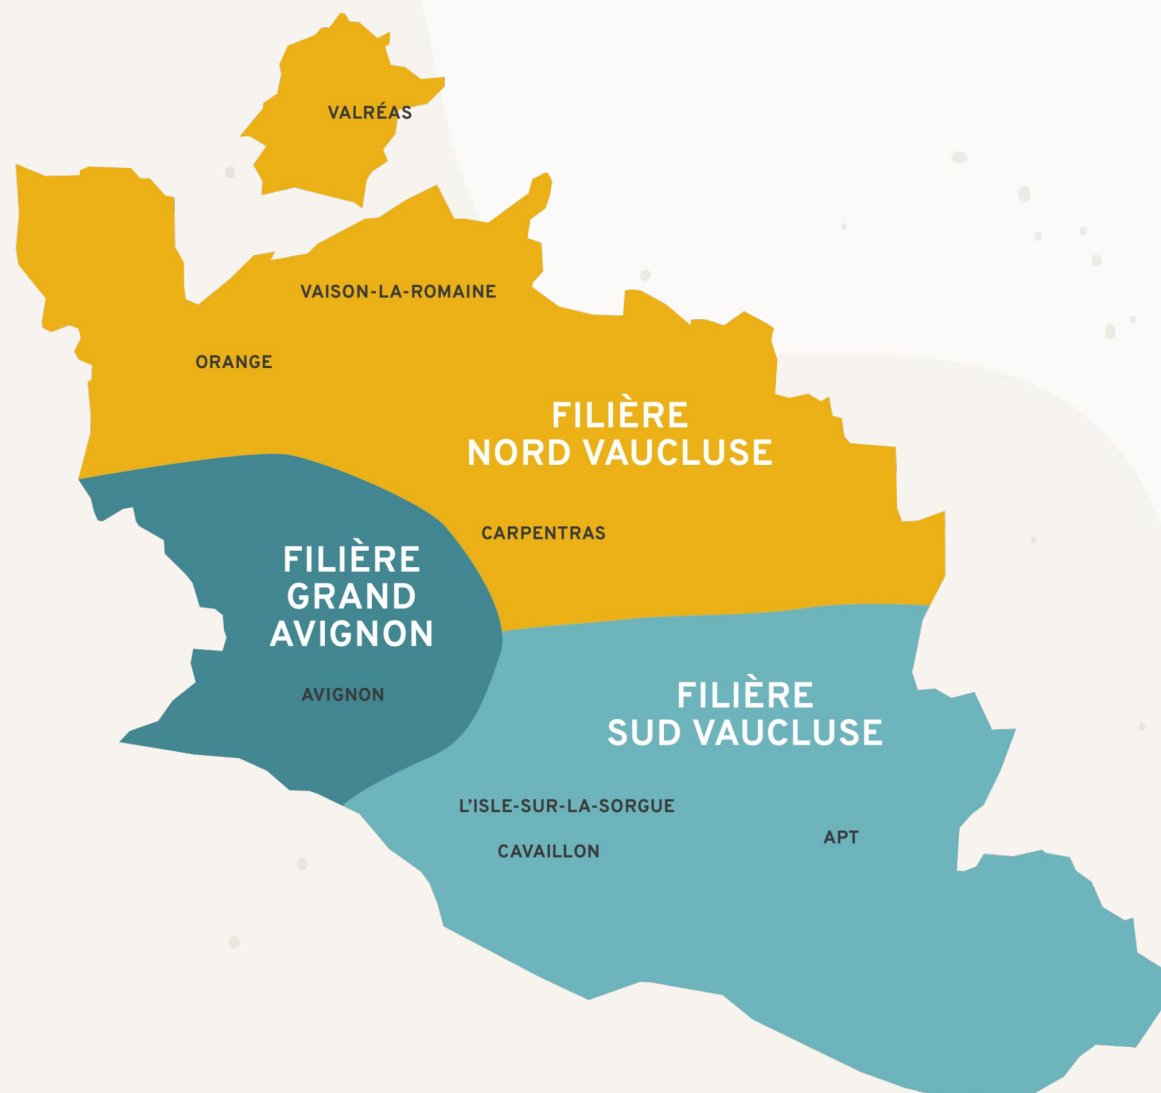 VALRÉAS
VAISON-LA-ROMAINE
ORANGE
FILIÈRE
NORD VAUCLUSE
CARPENTRAS
FILIÈRE
GRAND
AVIGNON
AVIGNON
FILIÈRE
SUD VAUCLUSE
L'ISLE-SUR-LA-SORGUE
APT
CAVAILLON